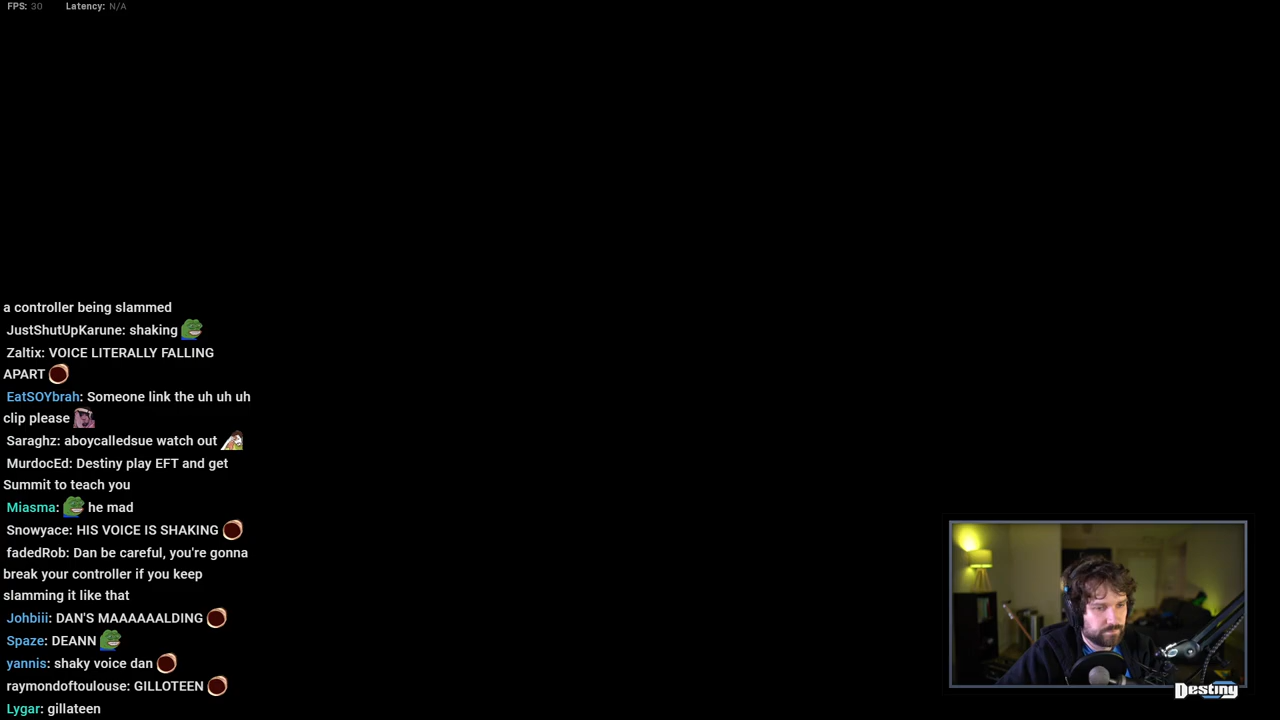 FPS: 30 Latency: N/A
a controller being slammed
JustShutUpKarune: shaking
Zaltix: VOICE LITERALLY FALLING
APART
EatSOYbrah: Someone link the uh uh uh
clip please
Saraghz: aboycalledsue watch out
MurdocEd: Destiny play EFT and get
Summit to teach you
Miasma: he mad
Snowyace: HIS VOICE IS SHAKING
fadedRob: Dan be careful, you're gonna
break your controller if you keep
slamming it like that
Johbiii: DAN'S MAAAAAALDING
Spaze: DEANN
yannis: shaky voice dan
raymondoftoulouse: GILLOTEEN
Lygar: gillateen
Destiny